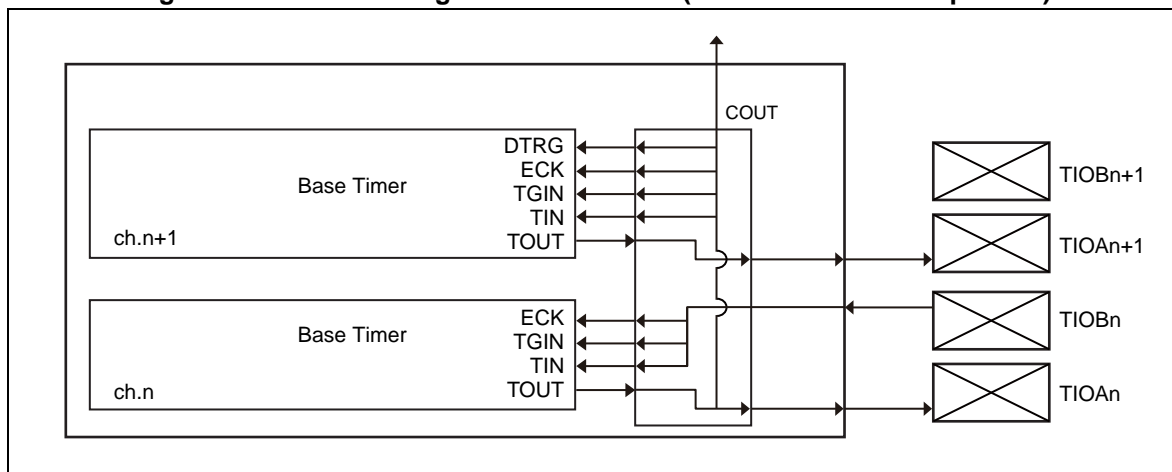 COUT
DTRG
ECK
TGIN
TIN
TOUT
Base Timer
ch.n+1
TIOBn+1
TIOAn+1
ECK
TGIN
TIN
TOUT
Base Timer
ch.n
TIOBn
TIOAn